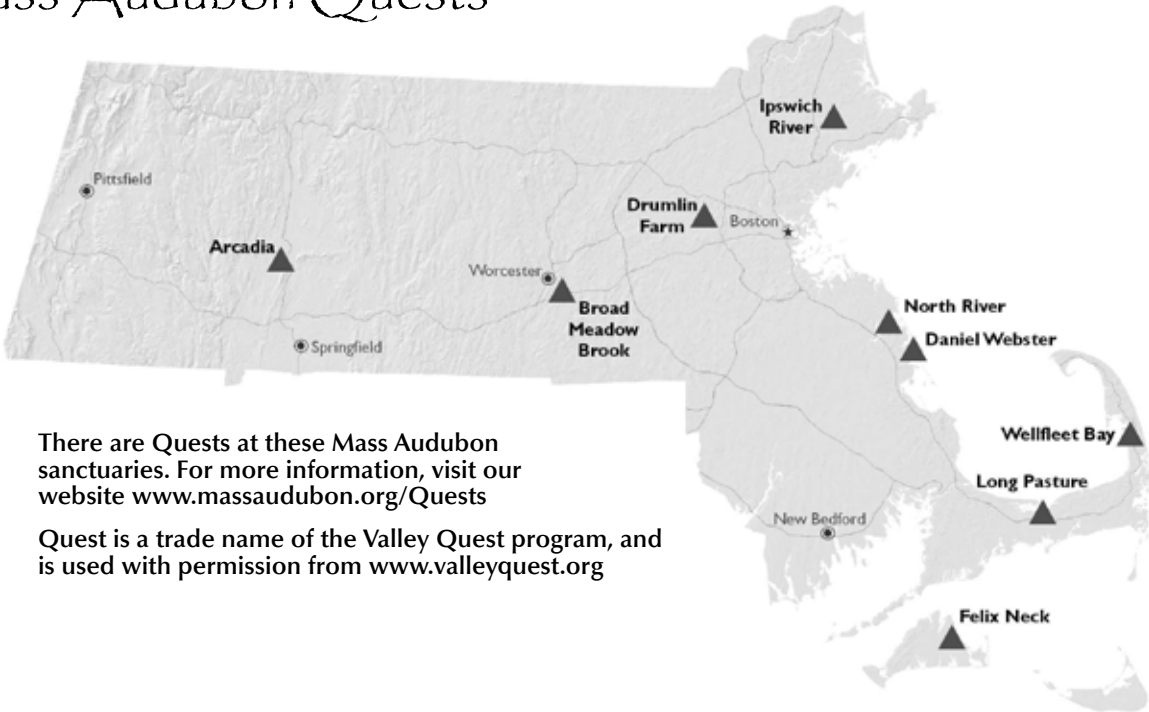 Audubon Quests
Ipswich
River
Pittsfield
Drumlin
Farm
Boston
Arcadia
Worcester
Broad
Meadow
Brook
North River
Daniel Webster
Springfield
Wellfleet Bay
Long Pasture
New Bedford
Felix Neck
There are Quests at these Mass Audubon
sanctuaries. For more information, visit our
website www.massaudubon.org/Quests
Quest is a trade name of the Valley Quest program, and
is used with permission from www.valleyquest.org